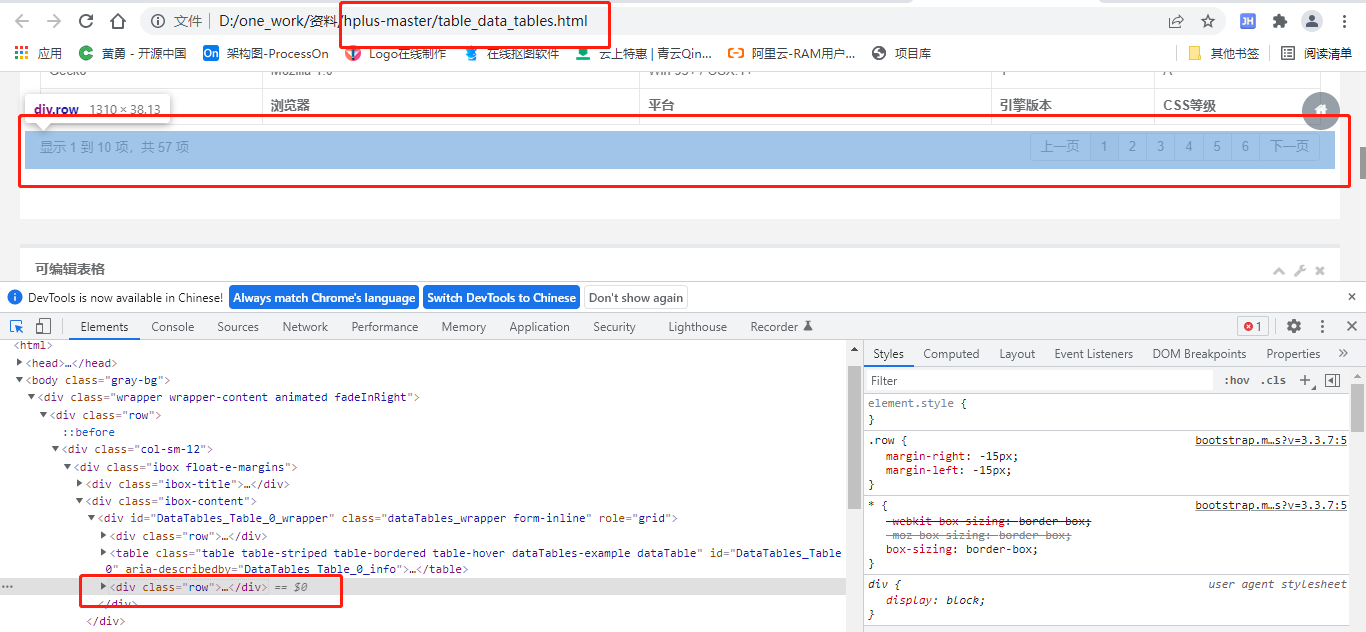 文件 D:/one_work/资料/hplus-master/table_data_tables.html
应用 黄勇 - 开源中国 On 架构图-ProcessOn Logo在线制作 在线抠图软件 云上特惠 | 青云Qin... 阿里云-RAM用户... 项目库 其他书签 阅读清单
JH
Gecko Mozilla 1.6 Win 95+ / OSX.1+ A
浏览器 平台 引擎版本 CSS等级
div.row 1310 × 38.13
显示 1 到 10 项，共 57 项 上一页 1 2 3 4 5 6 下一页
可编辑表格
DevTools is now available in Chinese! Always match Chrome's language Switch DevTools to Chinese Don't show again
Elements Console Sources Network Performance Memory Application Security Lighthouse Recorder 1
<html>
<head>…</head>
<body class="gray-bg">
<div class="wrapper wrapper-content animated fadeInRight">
<div class="row">
::before
<div class="col-sm-12">
<div class="ibox float-e-margins">
<div class="ibox-title">…</div>
<div class="ibox-content">
<div id="DataTables_Table_0_wrapper" class="dataTables_wrapper form-inline" role="grid">
<div class="row">…</div>
<table class="table table-striped table-bordered table-hover dataTables-example dataTable" id="DataTables_Table_
0" aria-describedby="DataTables_Table_0_info">…</table>
<div class="row">…</div> == $0
</div>
</div>
Styles Computed Layout Event Listeners DOM Breakpoints Properties
Filter :hov .cls
element.style {
}
.row { bootstrap.m…s?v=3.3.7:5
margin-right: -15px;
margin-left: -15px;
}
* { bootstrap.m…s?v=3.3.7:5
-webkit-box-sizing: border-box;
-moz-box-sizing: border-box;
box-sizing: border-box;
}
div { user agent stylesheet
display: block;
}